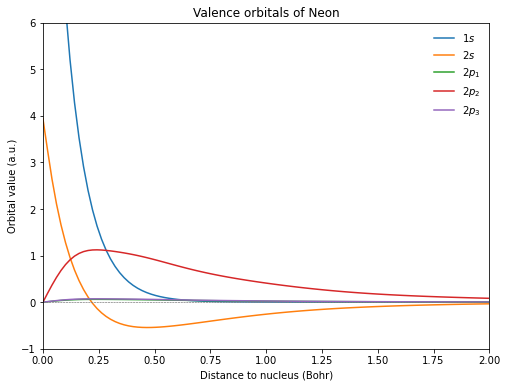 Valence orbitals of Neon
6
5
4
3
2
1
0
−1
Orbital value (a.u.)
1s
2s
2p₁
2p₂
2p₃
0.00 0.25 0.50 0.75 1.00 1.25 1.50 1.75 2.00
Distance to nucleus (Bohr)